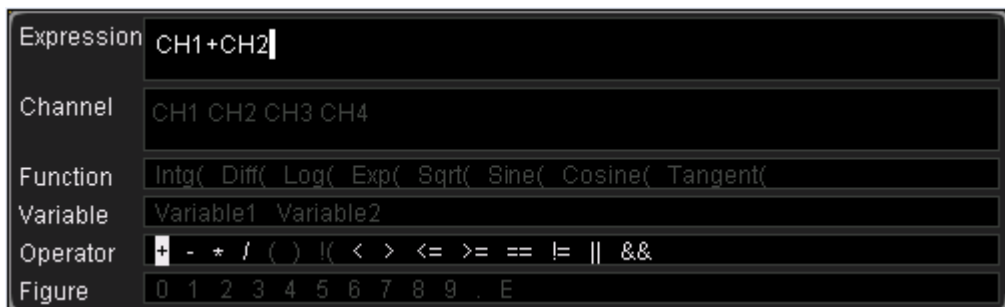 Expression CH1+CH2
Channel CH1 CH2 CH3 CH4
Function Intg( Diff( Log( Exp( Sqrt( Sine( Cosine( Tangent(
Variable Variable1 Variable2
Operator + - * / ( ) !( < > <= >= == != || &&
Figure 0 1 2 3 4 5 6 7 8 9 . E